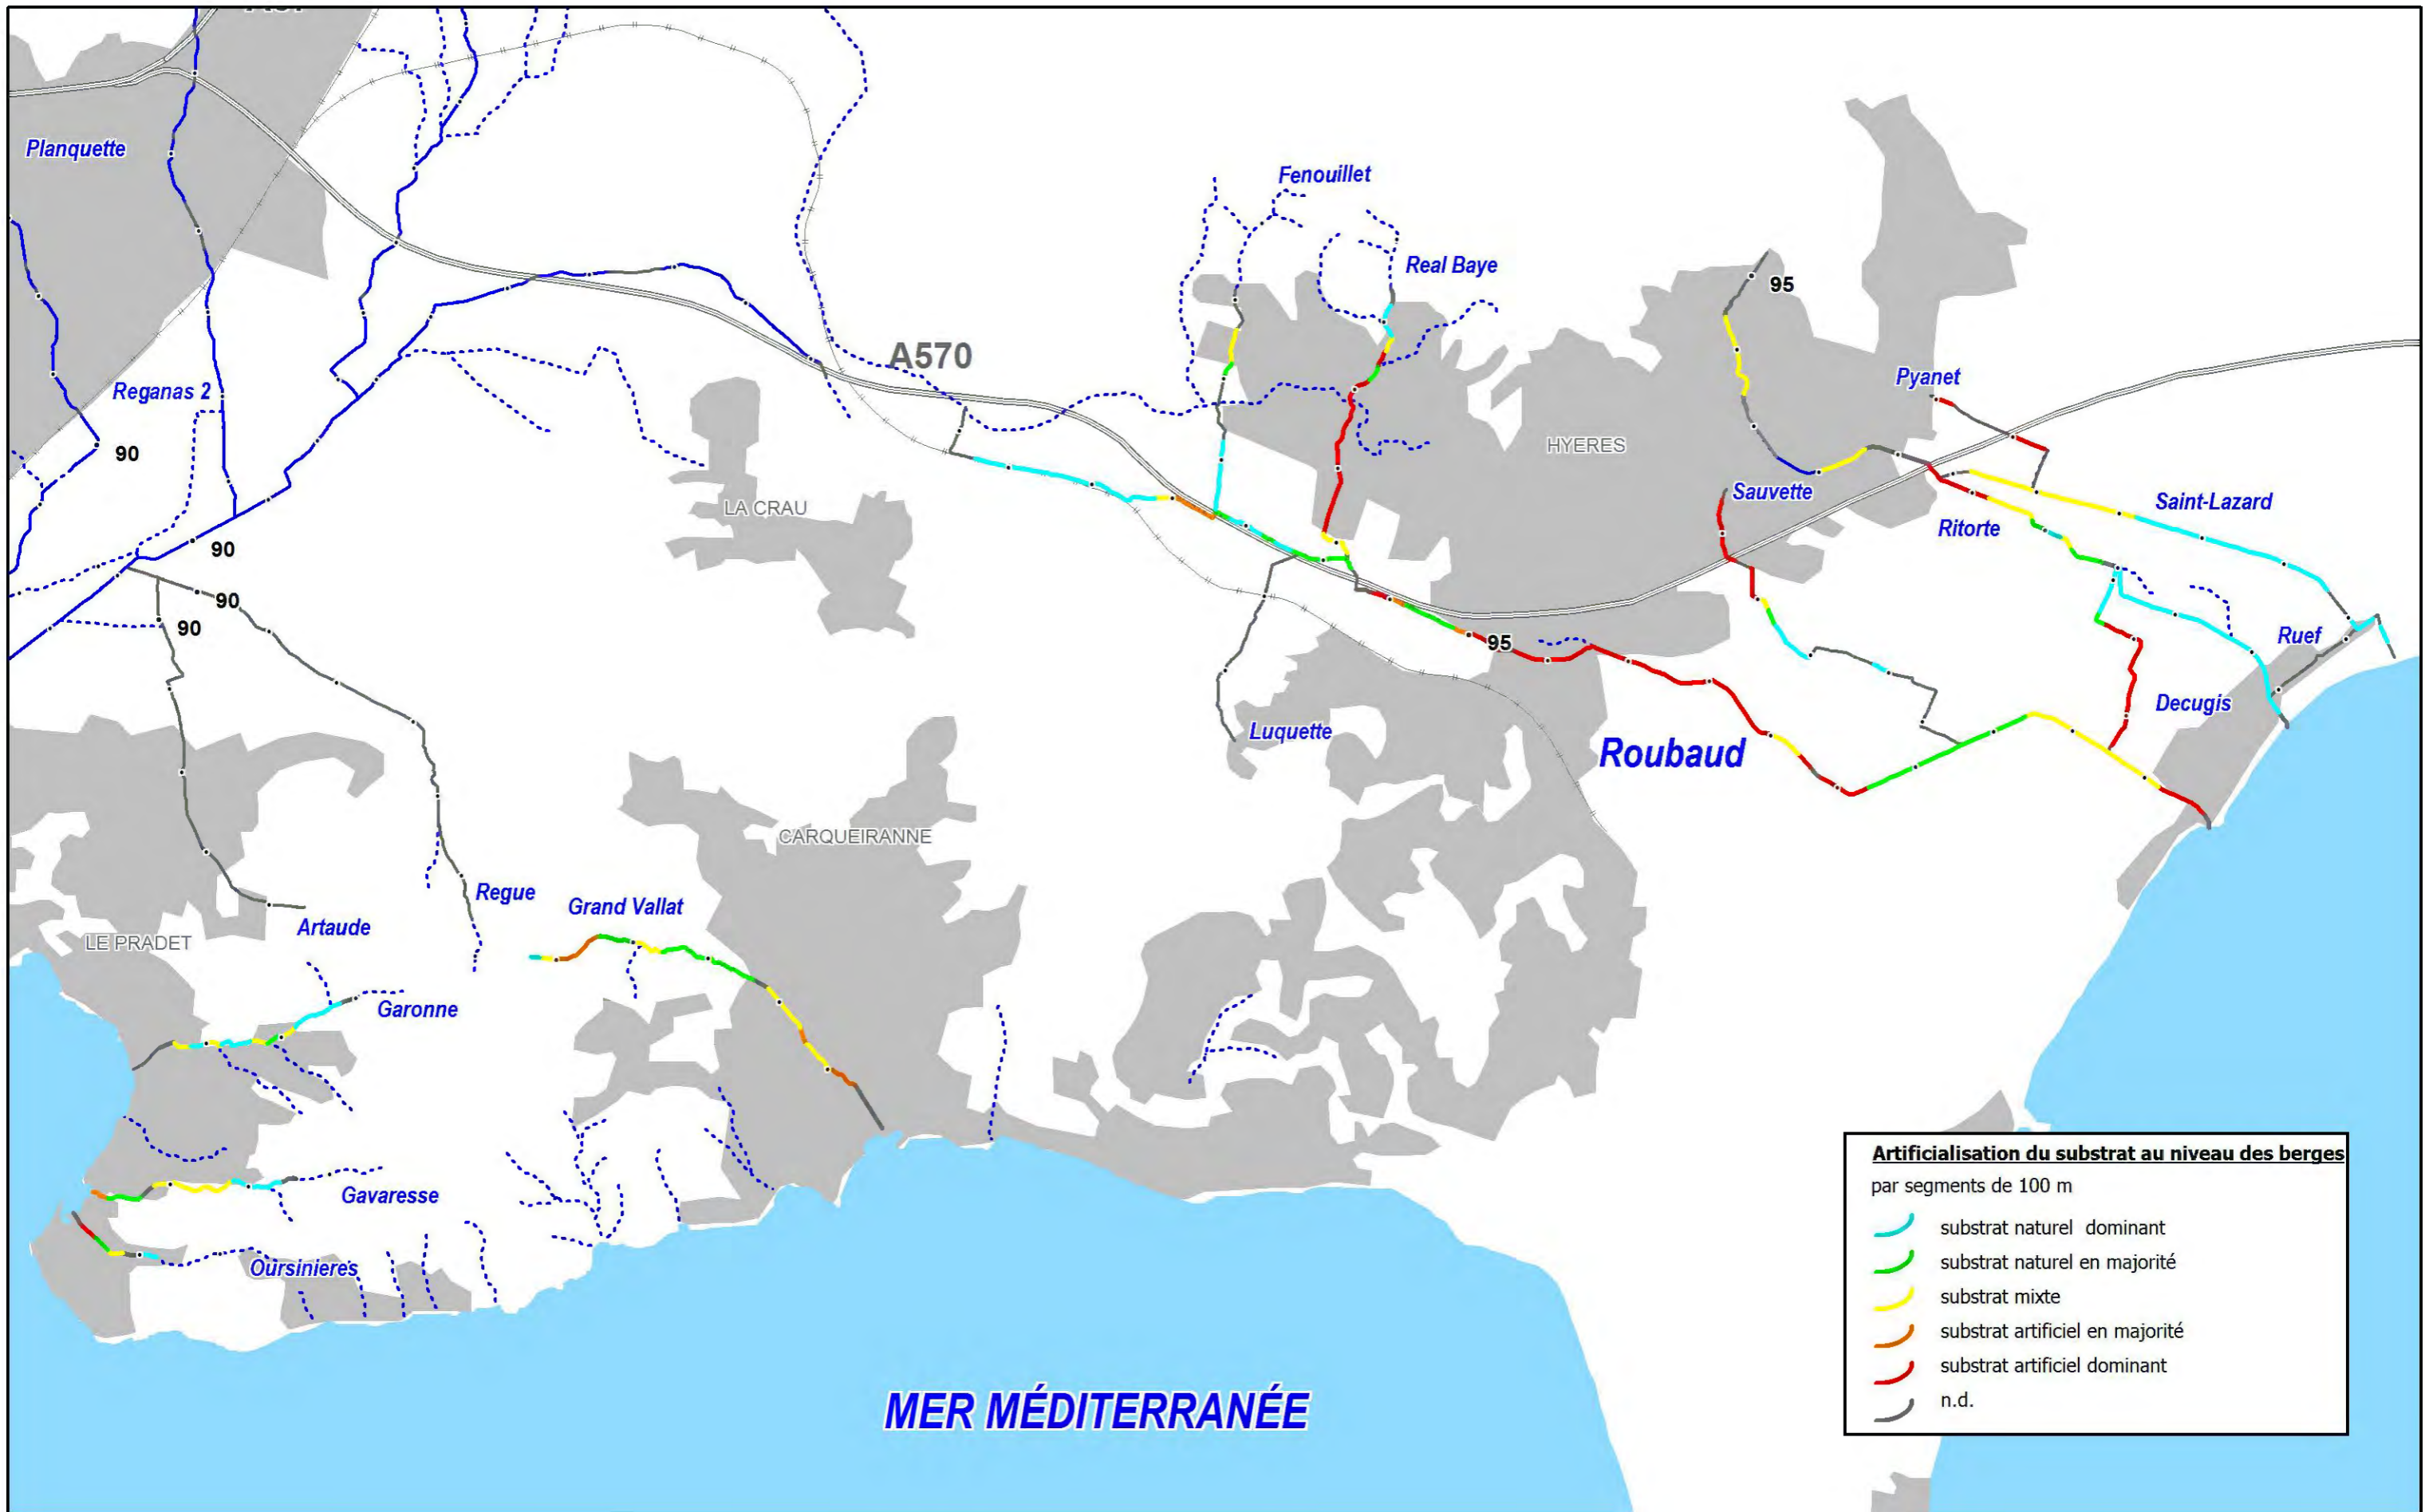 Planquette
Fenouillet
Real Baye
95
A570
Pyanet
Reganas 2
90
HYERES
LA CRAU
Sauvette
Saint-Lazard
Ritorte
90
90
90
95
Ruef
Luquette
Decugis
Roubaud
CARQUEIRANNE
Regue
Grand Vallat
Artaude
LE PRADET
Garonne
Gavaresse
Oursinieres
MER MÉDITERRANÉE
Artificialisation du substrat au niveau des berges
par segments de 100 m
substrat naturel dominant
substrat naturel en majorité
substrat mixte
substrat artificiel en majorité
substrat artificiel dominant
n.d.